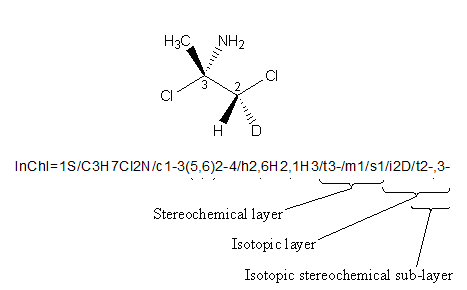 H₃C NH₂
Cl 3 2 Cl
H D
InChI=1S/C3H7Cl2N/c1-3(5,6)2-4/h2,6H2,1H3/t3-/m1/s1/i2D/t2-,3-
Stereochemical layer
Isotopic layer
Isotopic stereochemical sub-layer